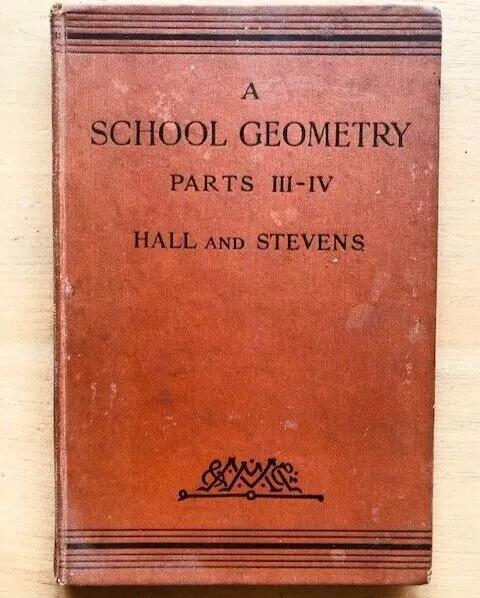 A
SCHOOL GEOMETRY
PARTS III-IV
HALL AND STEVENS